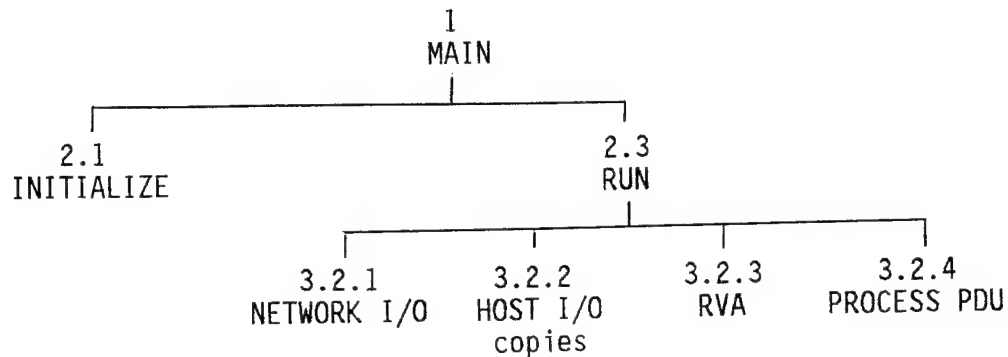 1
MAIN
2.1
INITIALIZE
2.3
RUN
3.2.1
NETWORK I/O
3.2.2
HOST I/O
copies
3.2.3
RVA
3.2.4
PROCESS PDU